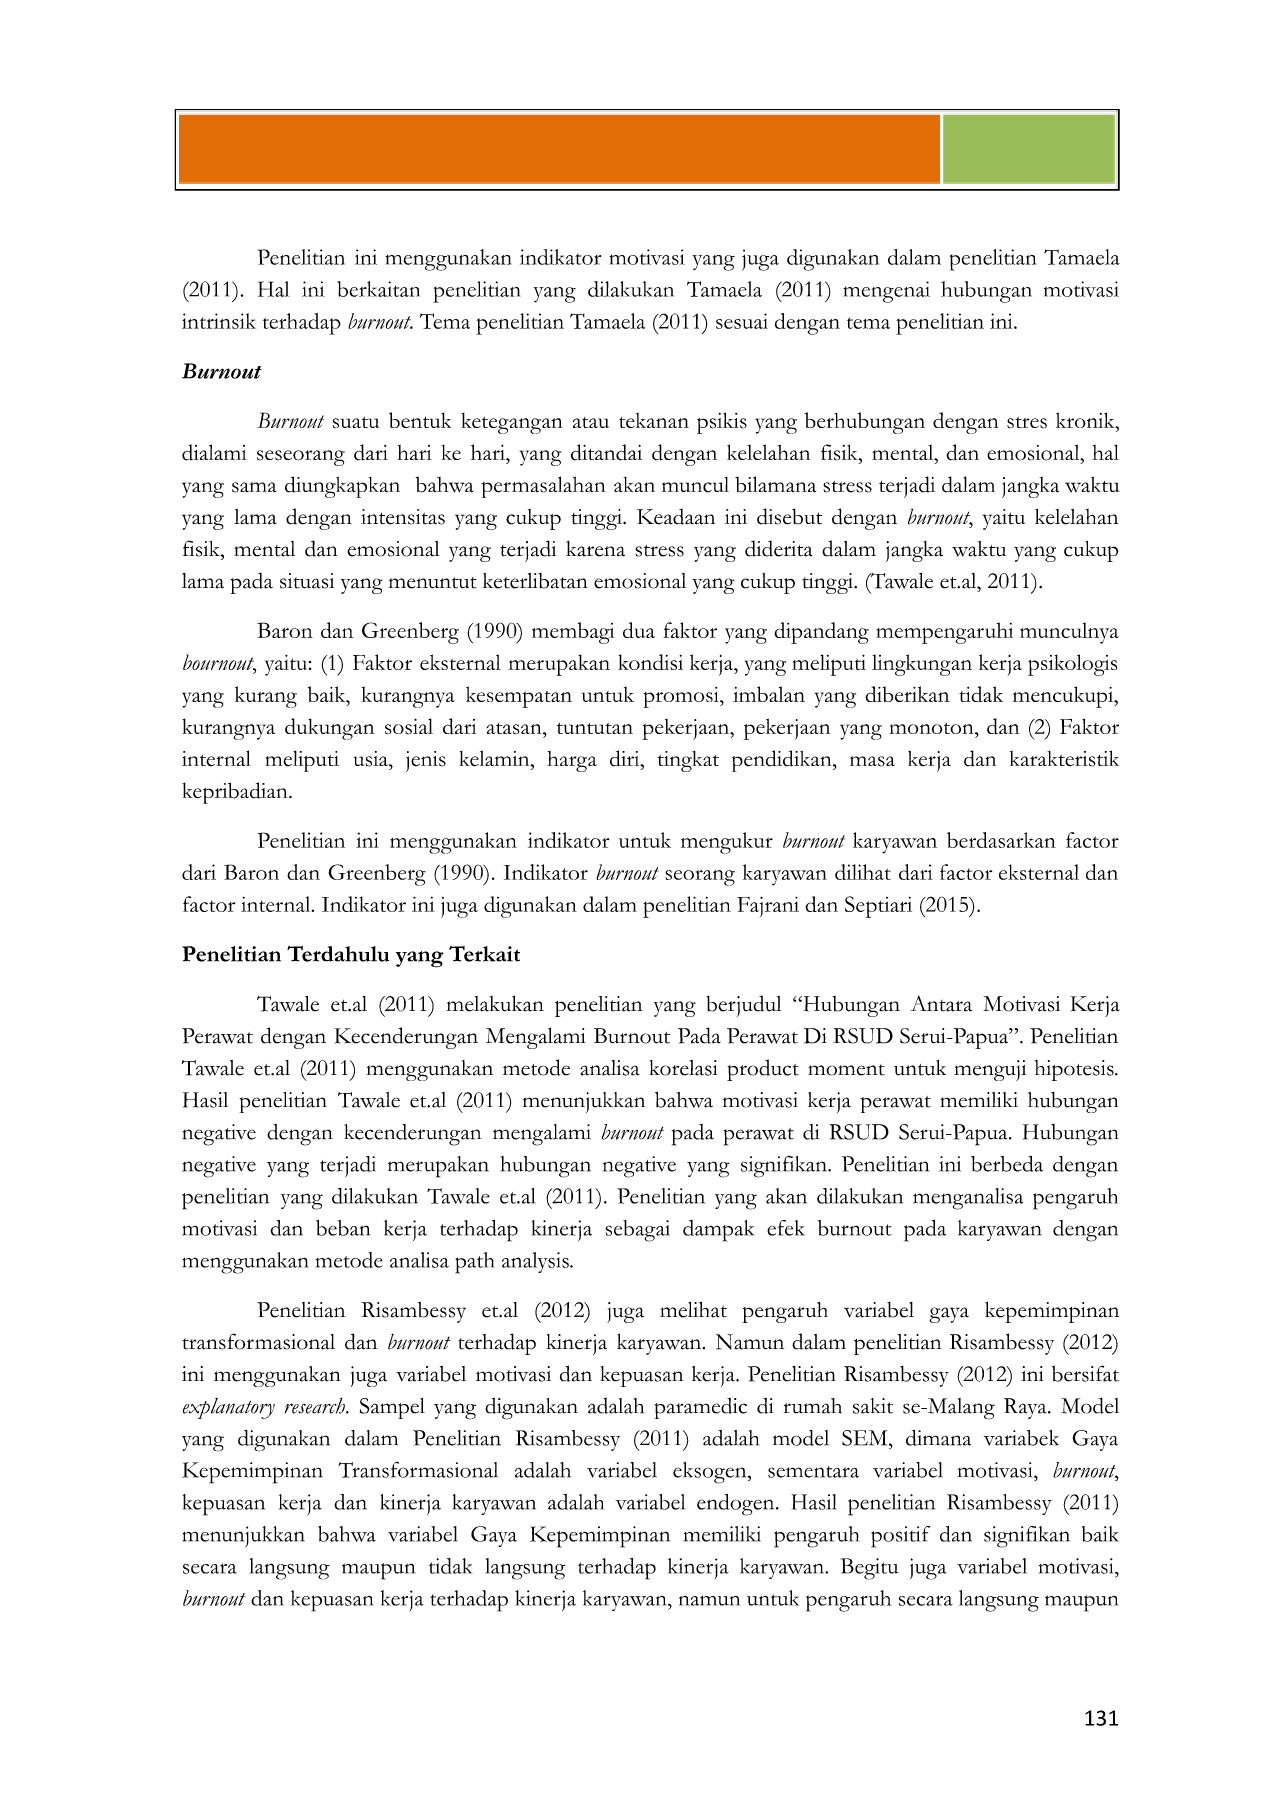 Penelitian ini menggunakan indikator motivasi yang juga digunakan dalam penelitian Tamaela
(2011). Hal ini berkaitan penelitian yang dilakukan Tamaela (2011) mengenai hubungan motivasi
intrinsik terhadap burnout. Tema penelitian Tamaela (2011) sesuai dengan tema penelitian ini.
Burnout
Burnout suatu bentuk ketegangan atau tekanan psikis yang berhubungan dengan stres kronik,
dialami seseorang dari hari ke hari, yang ditandai dengan kelelahan fisik, mental, dan emosional, hal
yang sama diungkapkan  bahwa permasalahan akan muncul bilamana stress terjadi dalam jangka waktu
yang lama dengan intensitas yang cukup tinggi. Keadaan ini disebut dengan burnout, yaitu kelelahan
fisik, mental dan emosional yang terjadi karena stress yang diderita dalam jangka waktu yang cukup
lama pada situasi yang menuntut keterlibatan emosional yang cukup tinggi. (Tawale et.al, 2011).
Baron dan Greenberg (1990) membagi dua faktor yang dipandang mempengaruhi munculnya
bournout, yaitu: (1) Faktor eksternal merupakan kondisi kerja, yang meliputi lingkungan kerja psikologis
yang kurang baik, kurangnya kesempatan untuk promosi, imbalan yang diberikan tidak mencukupi,
kurangnya dukungan sosial dari atasan, tuntutan pekerjaan, pekerjaan yang monoton, dan (2) Faktor
internal meliputi usia, jenis kelamin, harga diri, tingkat pendidikan, masa kerja dan karakteristik
kepribadian.
Penelitian ini menggunakan indikator untuk mengukur burnout karyawan berdasarkan factor
dari Baron dan Greenberg (1990). Indikator burnout seorang karyawan dilihat dari factor eksternal dan
factor internal. Indikator ini juga digunakan dalam penelitian Fajrani dan Septiari (2015).
Penelitian Terdahulu yang Terkait
Tawale et.al (2011) melakukan penelitian yang berjudul “Hubungan Antara Motivasi Kerja
Perawat dengan Kecenderungan Mengalami Burnout Pada Perawat Di RSUD Serui-Papua”. Penelitian
Tawale et.al (2011) menggunakan metode analisa korelasi product moment untuk menguji hipotesis.
Hasil penelitian Tawale et.al (2011) menunjukkan bahwa motivasi kerja perawat memiliki hubungan
negative dengan kecenderungan mengalami burnout pada perawat di RSUD Serui-Papua. Hubungan
negative yang terjadi merupakan hubungan negative yang signifikan. Penelitian ini berbeda dengan
penelitian yang dilakukan Tawale et.al (2011). Penelitian yang akan dilakukan menganalisa pengaruh
motivasi dan beban kerja terhadap kinerja sebagai dampak efek burnout pada karyawan dengan
menggunakan metode analisa path analysis.
Penelitian Risambessy et.al (2012) juga melihat pengaruh variabel gaya kepemimpinan
transformasional dan burnout terhadap kinerja karyawan. Namun dalam penelitian Risambessy (2012)
ini menggunakan juga variabel motivasi dan kepuasan kerja. Penelitian Risambessy (2012) ini bersifat
explanatory research. Sampel yang digunakan adalah paramedic di rumah sakit se-Malang Raya. Model
yang digunakan dalam Penelitian Risambessy (2011) adalah model SEM, dimana variabek Gaya
Kepemimpinan Transformasional adalah variabel eksogen, sementara variabel motivasi, burnout,
kepuasan kerja dan kinerja karyawan adalah variabel endogen. Hasil penelitian Risambessy (2011)
menunjukkan bahwa variabel Gaya Kepemimpinan memiliki pengaruh positif dan signifikan baik
secara langsung maupun tidak langsung terhadap kinerja karyawan. Begitu juga variabel motivasi,
burnout dan kepuasan kerja terhadap kinerja karyawan, namun untuk pengaruh secara langsung maupun
131